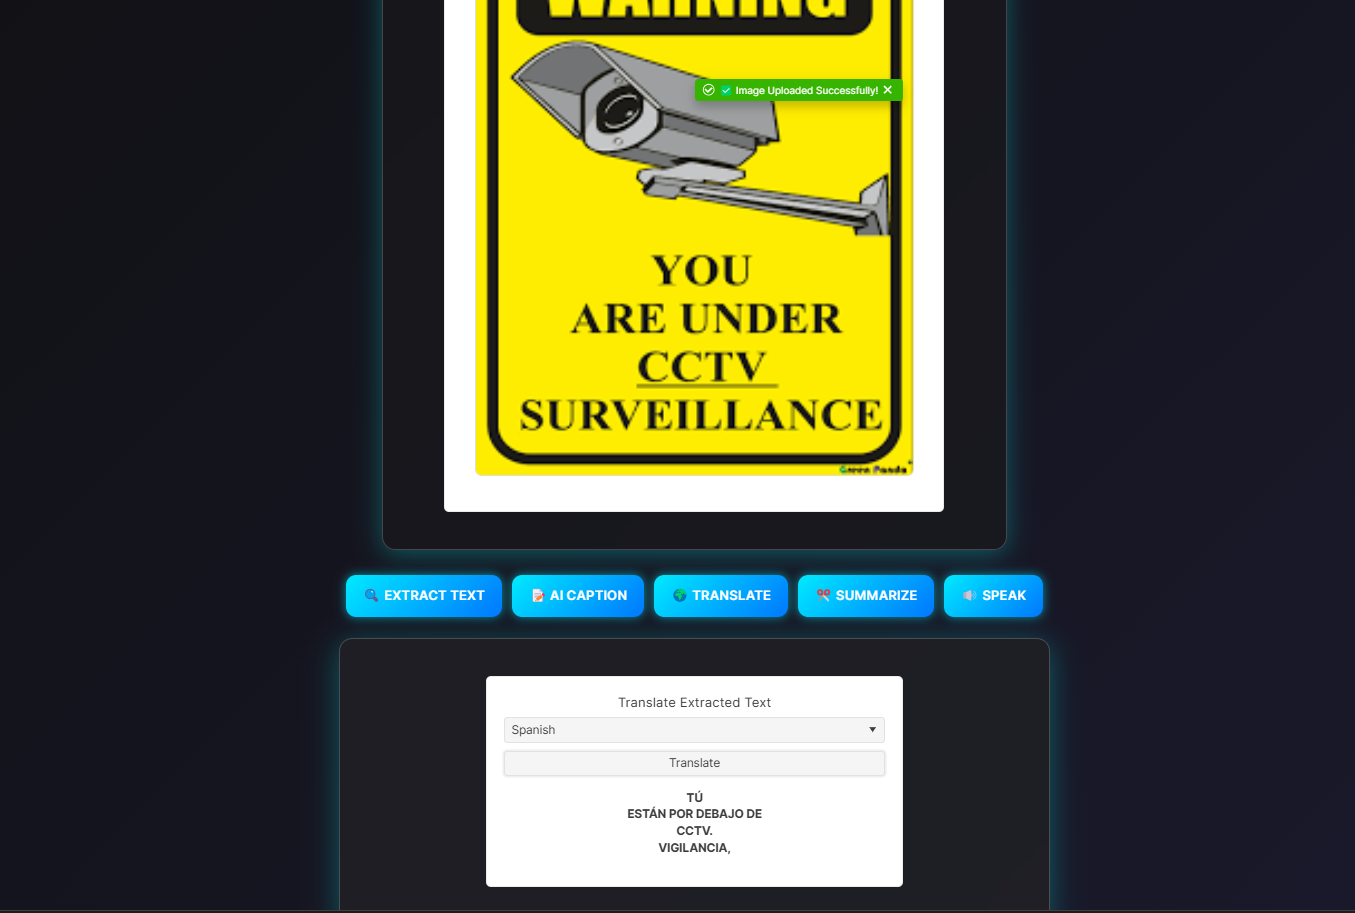 WARNING
Image Uploaded Successfully!
YOU
ARE UNDER
CCTV
SURVEILLANCE
Green Panda
EXTRACT TEXT
AI CAPTION
TRANSLATE
SUMMARIZE
SPEAK
Translate Extracted Text
Spanish
Translate
TÚ
ESTÁN POR DEBAJO DE
CCTV.
VIGILANCIA,